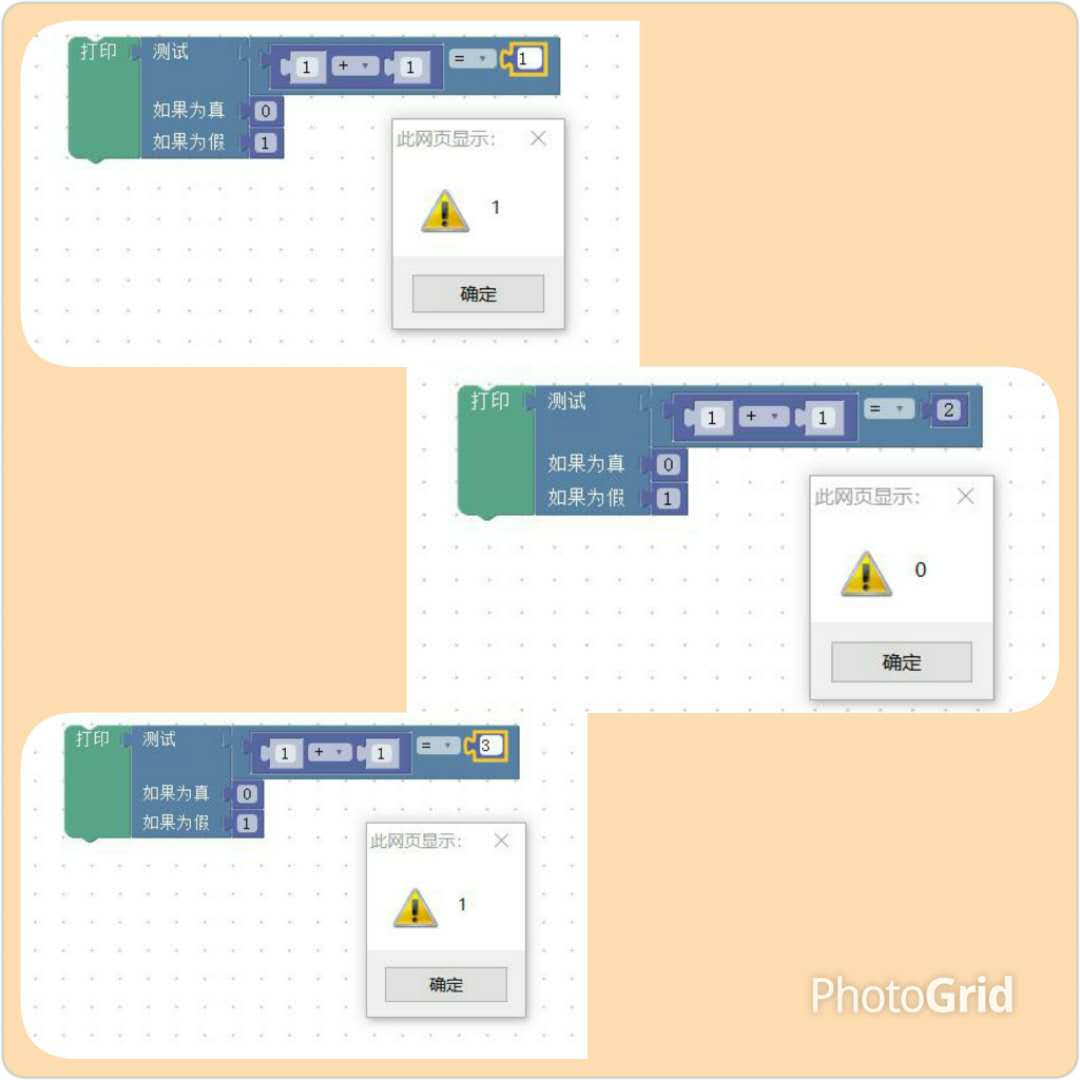 打印 测试 1 + 1 = 1
如果为真 0
如果为假 1
此网页显示: ×
1
确定
打印 测试 1 + 1 = 2
如果为真 0
如果为假 1
此网页显示: ×
0
确定
打印 测试 1 + 1 = 3
如果为真 0
如果为假 1
此网页显示: ×
1
确定
PhotoGrid